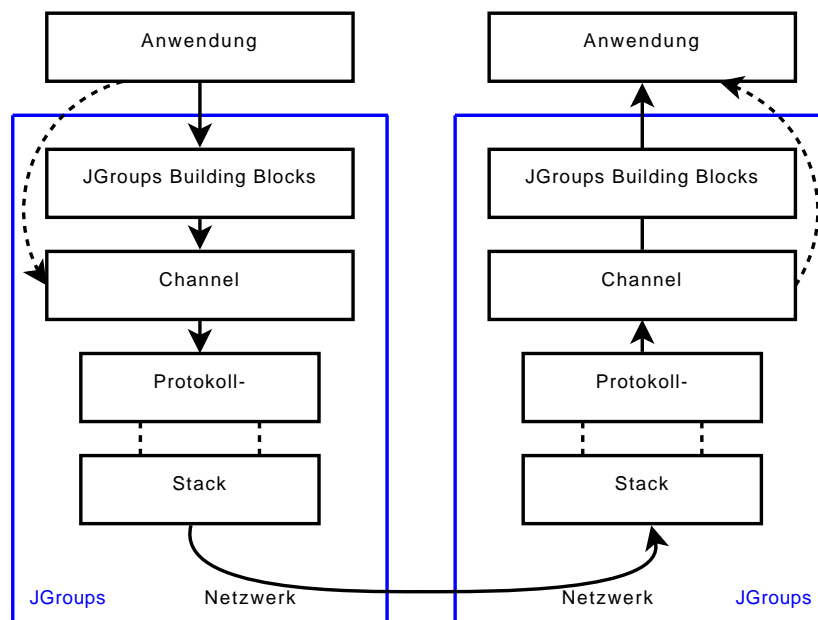 Anwendung
Anwendung
JGroups Building Blocks
JGroups Building Blocks
Channel
Channel
Protokoll-
Protokoll-
Stack
Stack
JGroups
Netzwerk
Netzwerk
JGroups